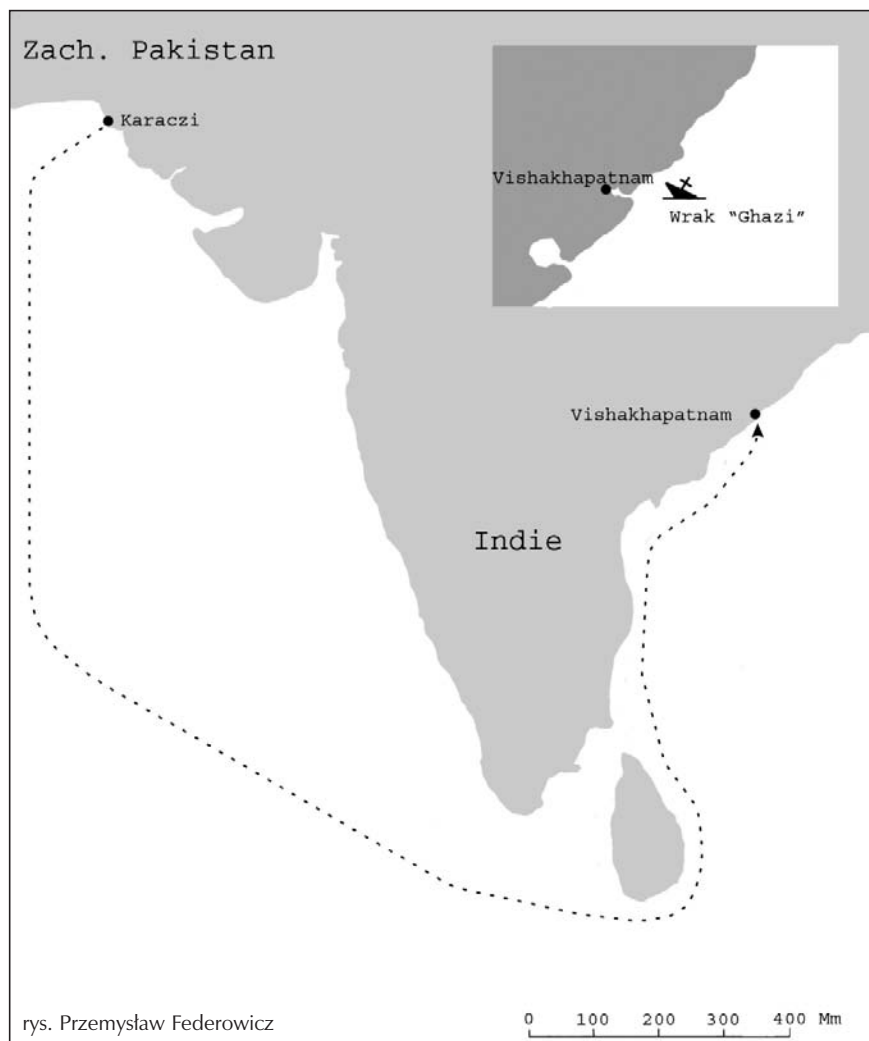 Zach. Pakistan
Karaczi
Vishakhapatnam
Wrak "Ghazi"
Vishakhapatnam
Indie
rys. Przemysław Federowicz
0 100 200 300 400 Mm